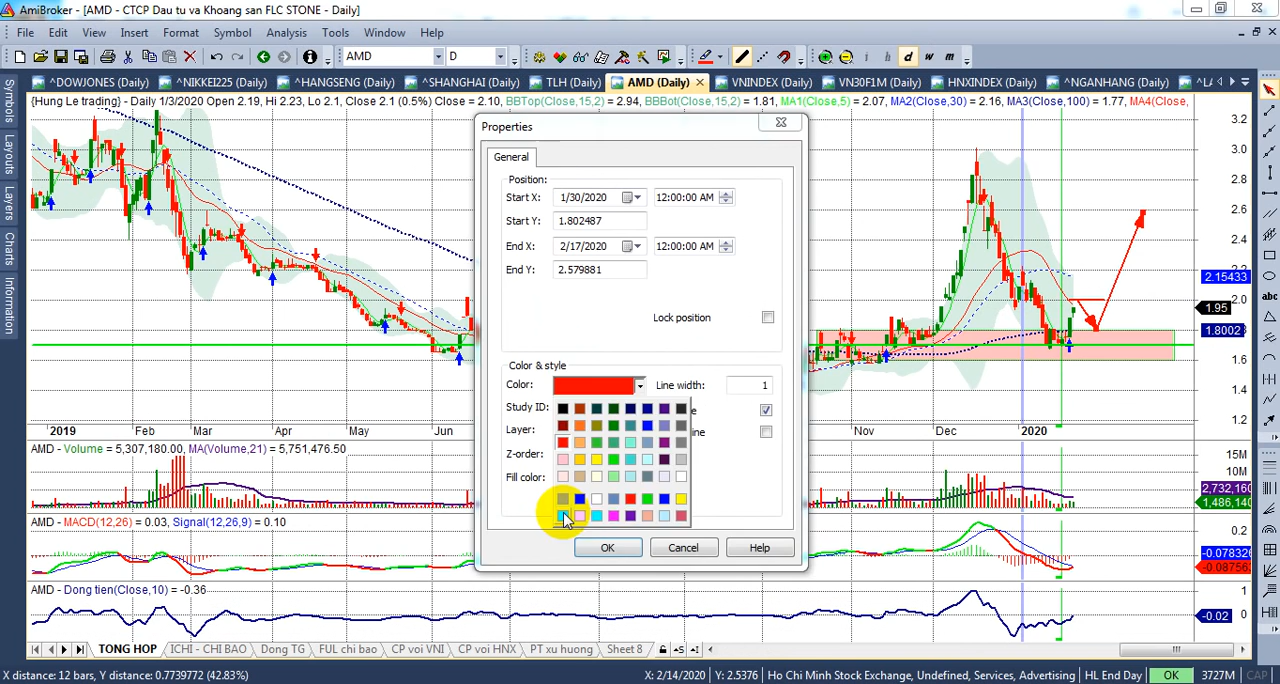 AmiBroker - [AMD - CTCP Dau tu va Khoang san FLC STONE - Daily]
File Edit View Insert Format Symbol Analysis Tools Window Help
AMD D i h d w m
^DOWJONES (Daily) ^NIKKEI225 (Daily) ^HANGSENG (Daily) ^SHANGHAI (Daily) TLH (Daily) AMD (Daily) VNINDEX (Daily) VN30F1M (Daily) HNXINDEX (Daily) ^NGANHANG (Daily)
Symbols
Layouts
Layers
Charts
Information
{Hung Le trading} - Daily 1/3/2020 Open 2.19, Hi 2.23, Lo 2.1, Close 2.1 (0.5%) Close = 2.10, BBTop(Close,15,2) = 2.94, BBBot(Close,15,2) = 1.81, MA1(Close,5) = 2.07, MA2(Close,30) = 2.16, MA3(Close,100) = 1.77, MA4(Close,
Properties
General
Position:
Start X: 1/30/2020 12:00:00 AM
Start Y: 1.802487
End X: 2/17/2020 12:00:00 AM
End Y: 2.579881
Lock position
Color & style
Color: Line width: 1
Study ID:
Layer:
Z-order:
Fill color:
OK Cancel Help
3.2
3.0
2.8
2.6
2.4
2.15433
2.0
1.95
1.8002
1.6
1.4
1.2
abc
2019 Feb Mar Apr May Jun Nov Dec 2020
AMD - Volume = 5,307,180.00, MA(Volume,21) = 5,751,476.50
15M
10M
2,732,160
1,486,140
AMD - MACD(12,26) = 0.03, Signal(12,26,9) = 0.10
0.2
-0.078326
-0.087562
AMD - Dong tien(Close,10) = -0.36
1
0
-0.02
TONG HOP ICHI - CHI BAO Dong TG FUL chi bao CP voi VNI CP voi HNX PT xu huong Sheet 8
X distance: 12 bars, Y distance: 0.7739772 (42.83%) X: 2/14/2020 Y: 2.5376 Ho Chi Minh Stock Exchange, Undefined, Services, Advertising HL End Day OK 3727M CAP